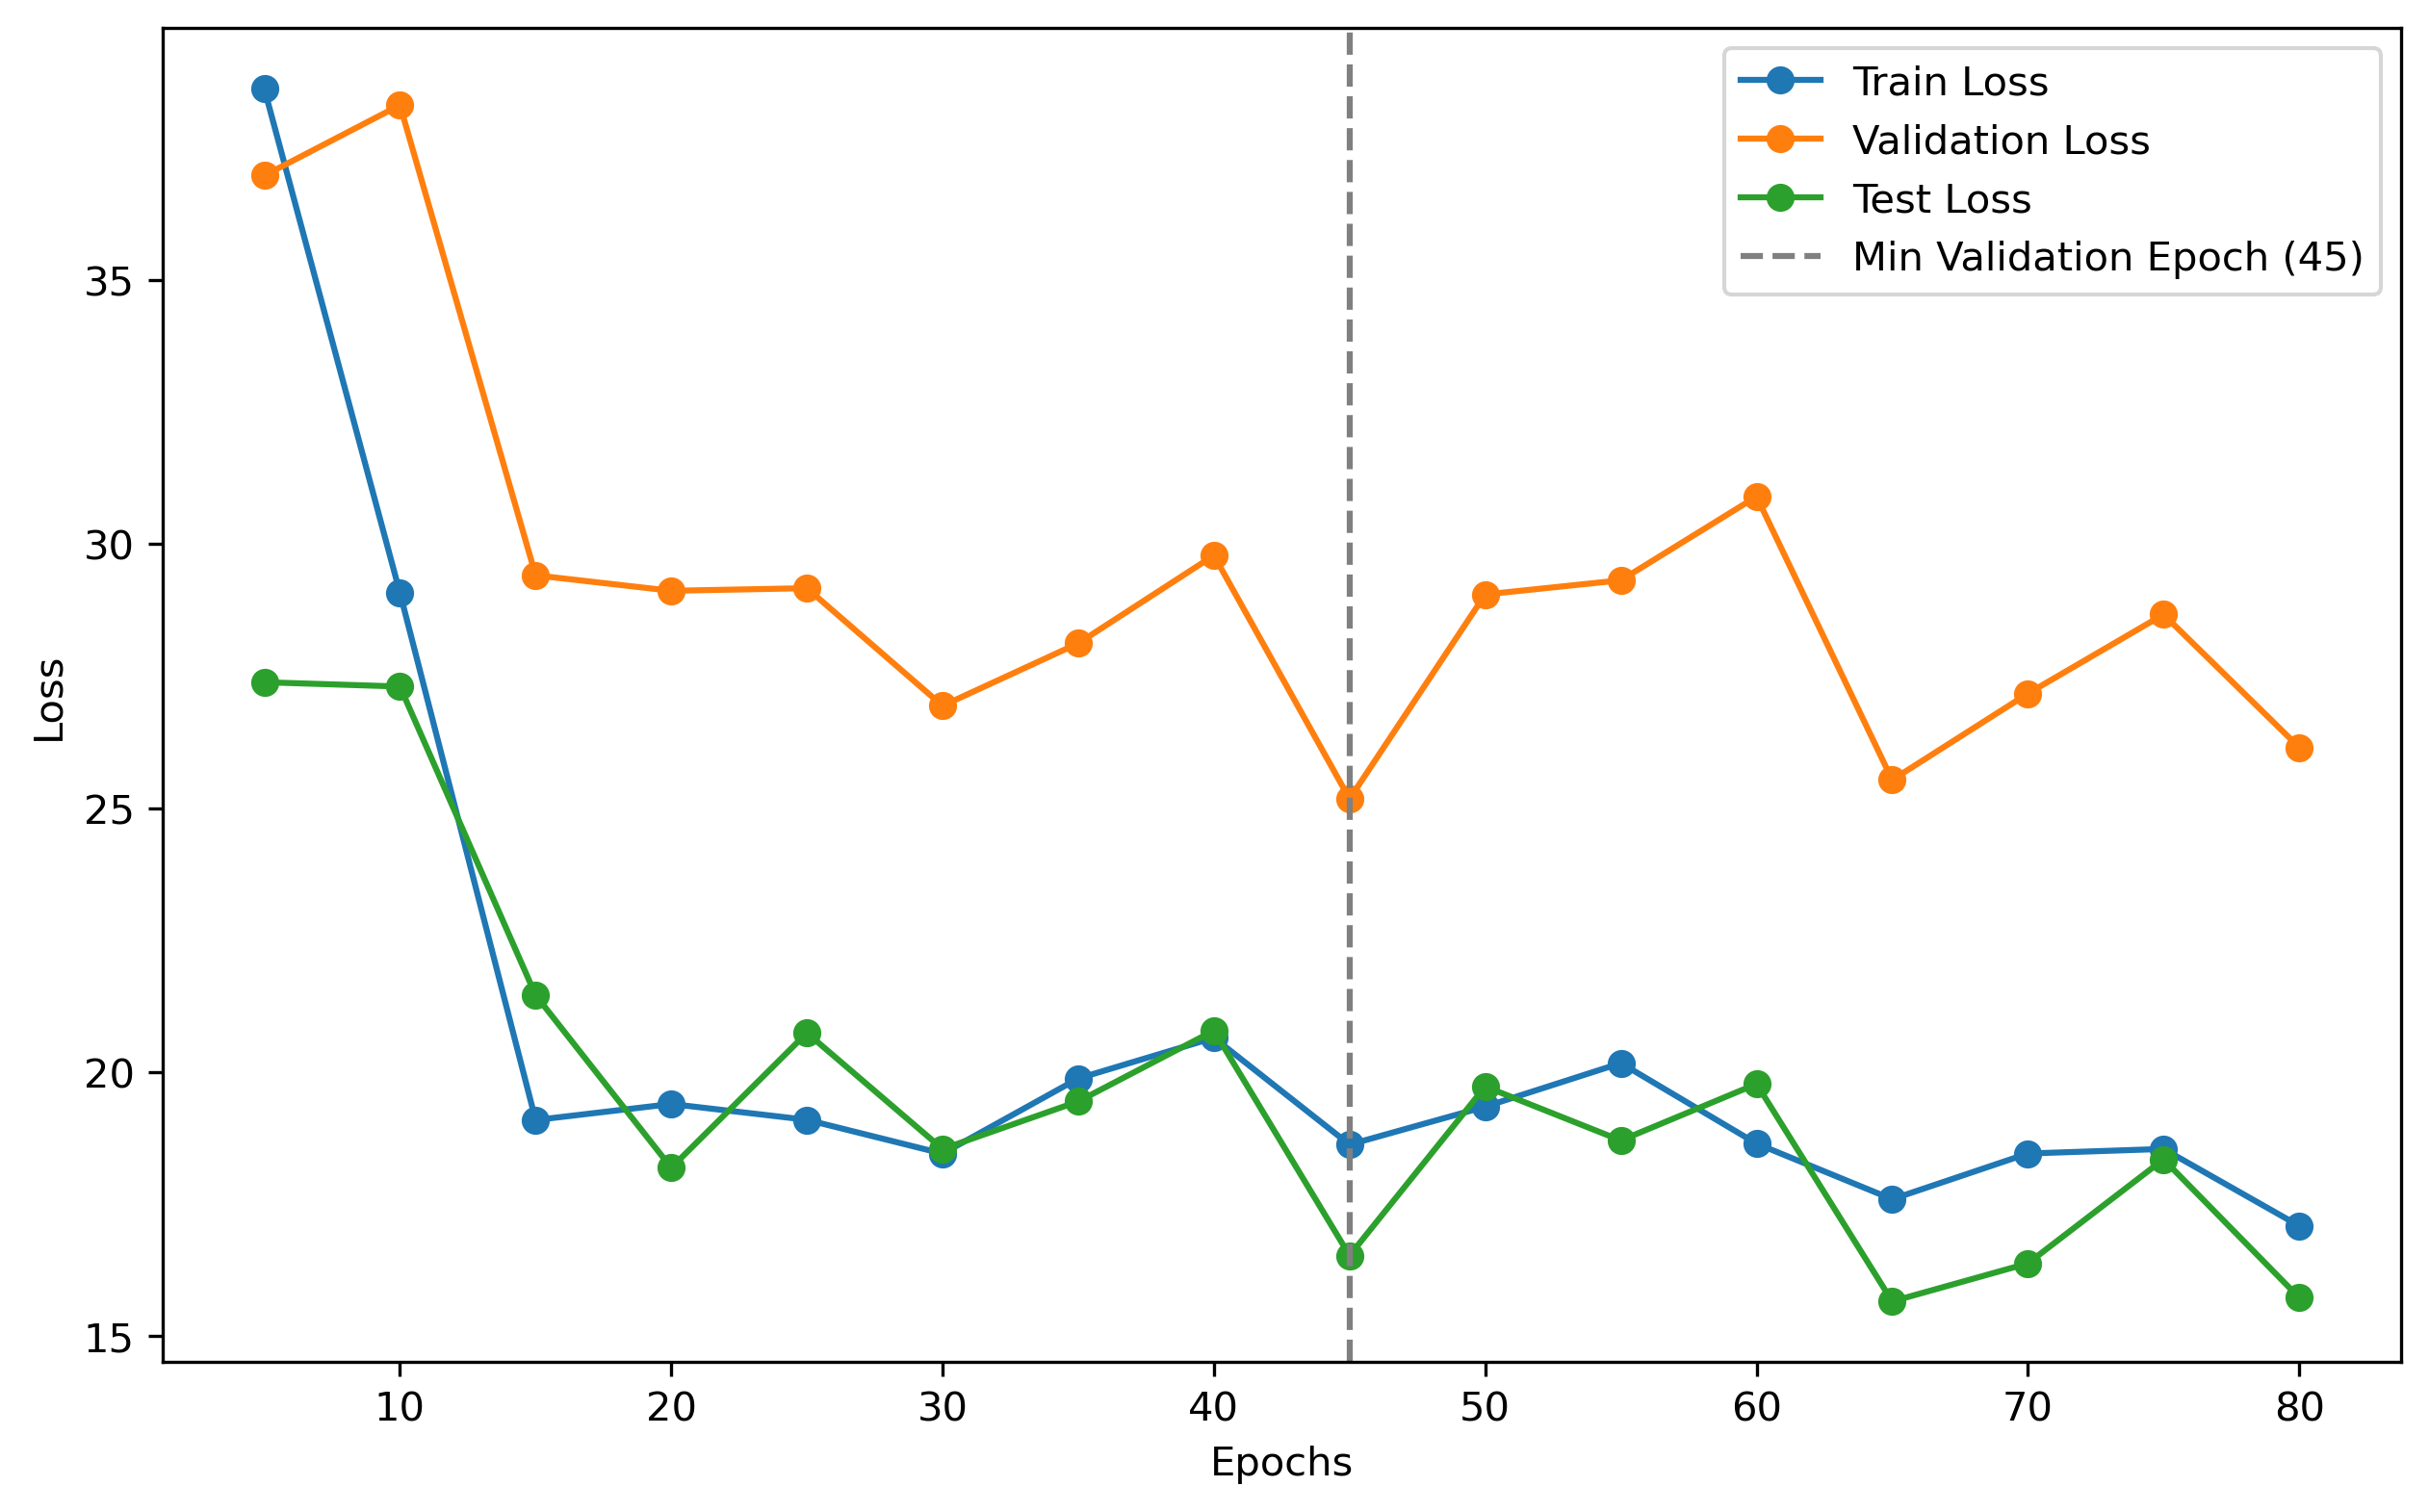 Train Loss
Validation Loss
Test Loss
Min Validation Epoch (45)
35
30
25
20
15
Loss
10 20 30 40 50 60 70 80
Epochs